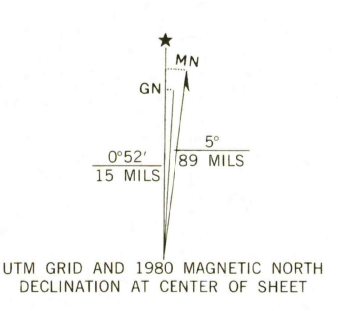 ★
MN
GN
0°52′
15 MILS
5°
89 MILS
UTM GRID AND 1980 MAGNETIC NORTH
DECLINATION AT CENTER OF SHEET